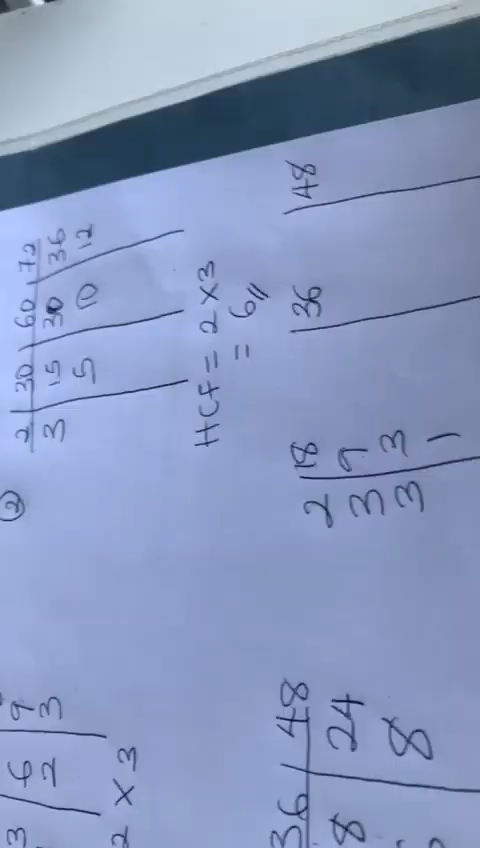 3 | 6 | 9
2 3
2 × 3
②
2 | 30 | 60 | 72
3 | 15 | 30 | 36
5 | 10 | 12
HCF = 2 × 3
= 6//
36 | 48
8 | 24
8
2 | 18 | 36 | 48
3 | 9
3 | 3
1